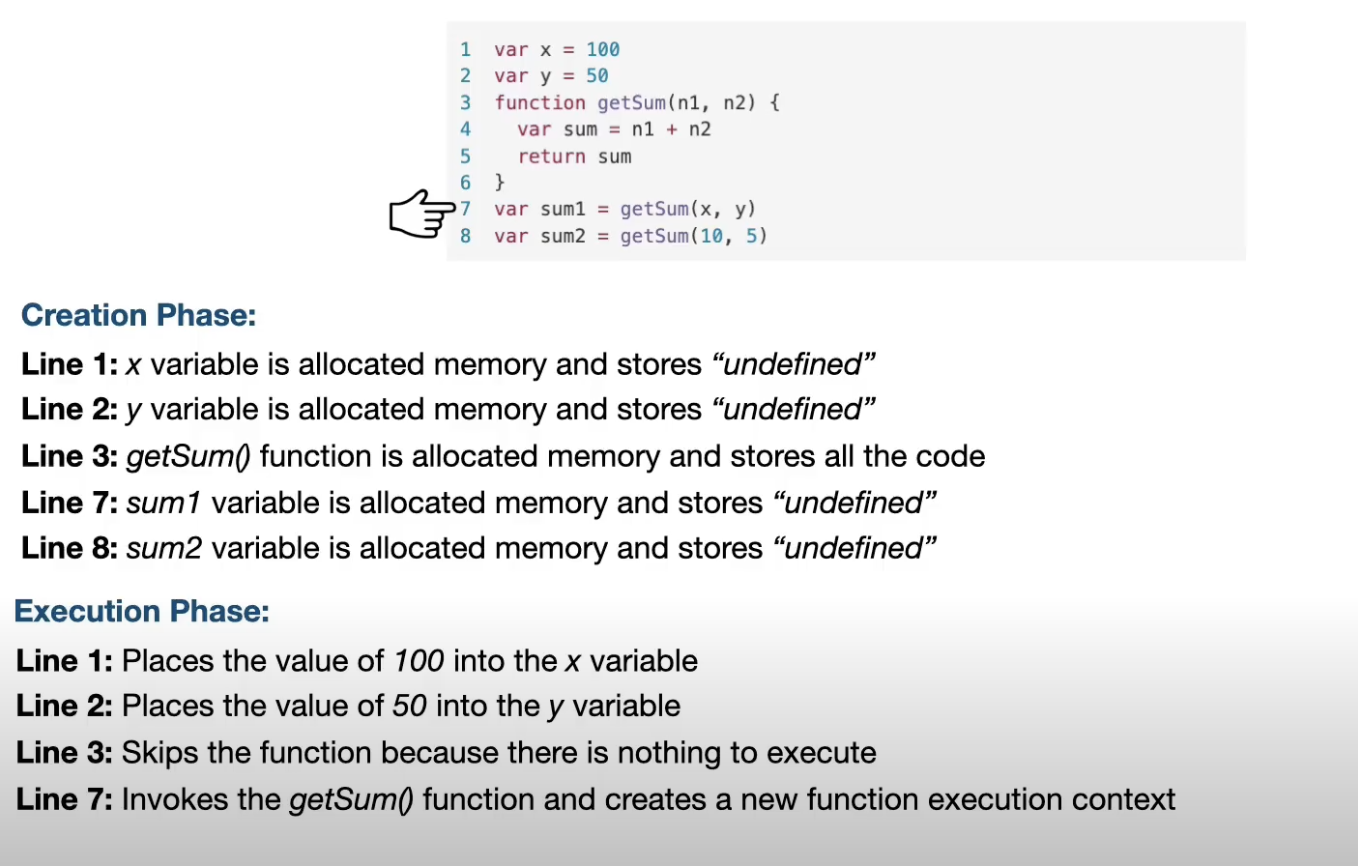 1 var x = 100
2 var y = 50
3 function getSum(n1, n2) {
4   var sum = n1 + n2
5   return sum
6 }
7 var sum1 = getSum(x, y)
8 var sum2 = getSum(10, 5)
Creation Phase:
Line 1: x variable is allocated memory and stores “undefined”
Line 2: y variable is allocated memory and stores “undefined”
Line 3: getSum() function is allocated memory and stores all the code
Line 7: sum1 variable is allocated memory and stores “undefined”
Line 8: sum2 variable is allocated memory and stores “undefined”
Execution Phase:
Line 1: Places the value of 100 into the x variable
Line 2: Places the value of 50 into the y variable
Line 3: Skips the function because there is nothing to execute
Line 7: Invokes the getSum() function and creates a new function execution context